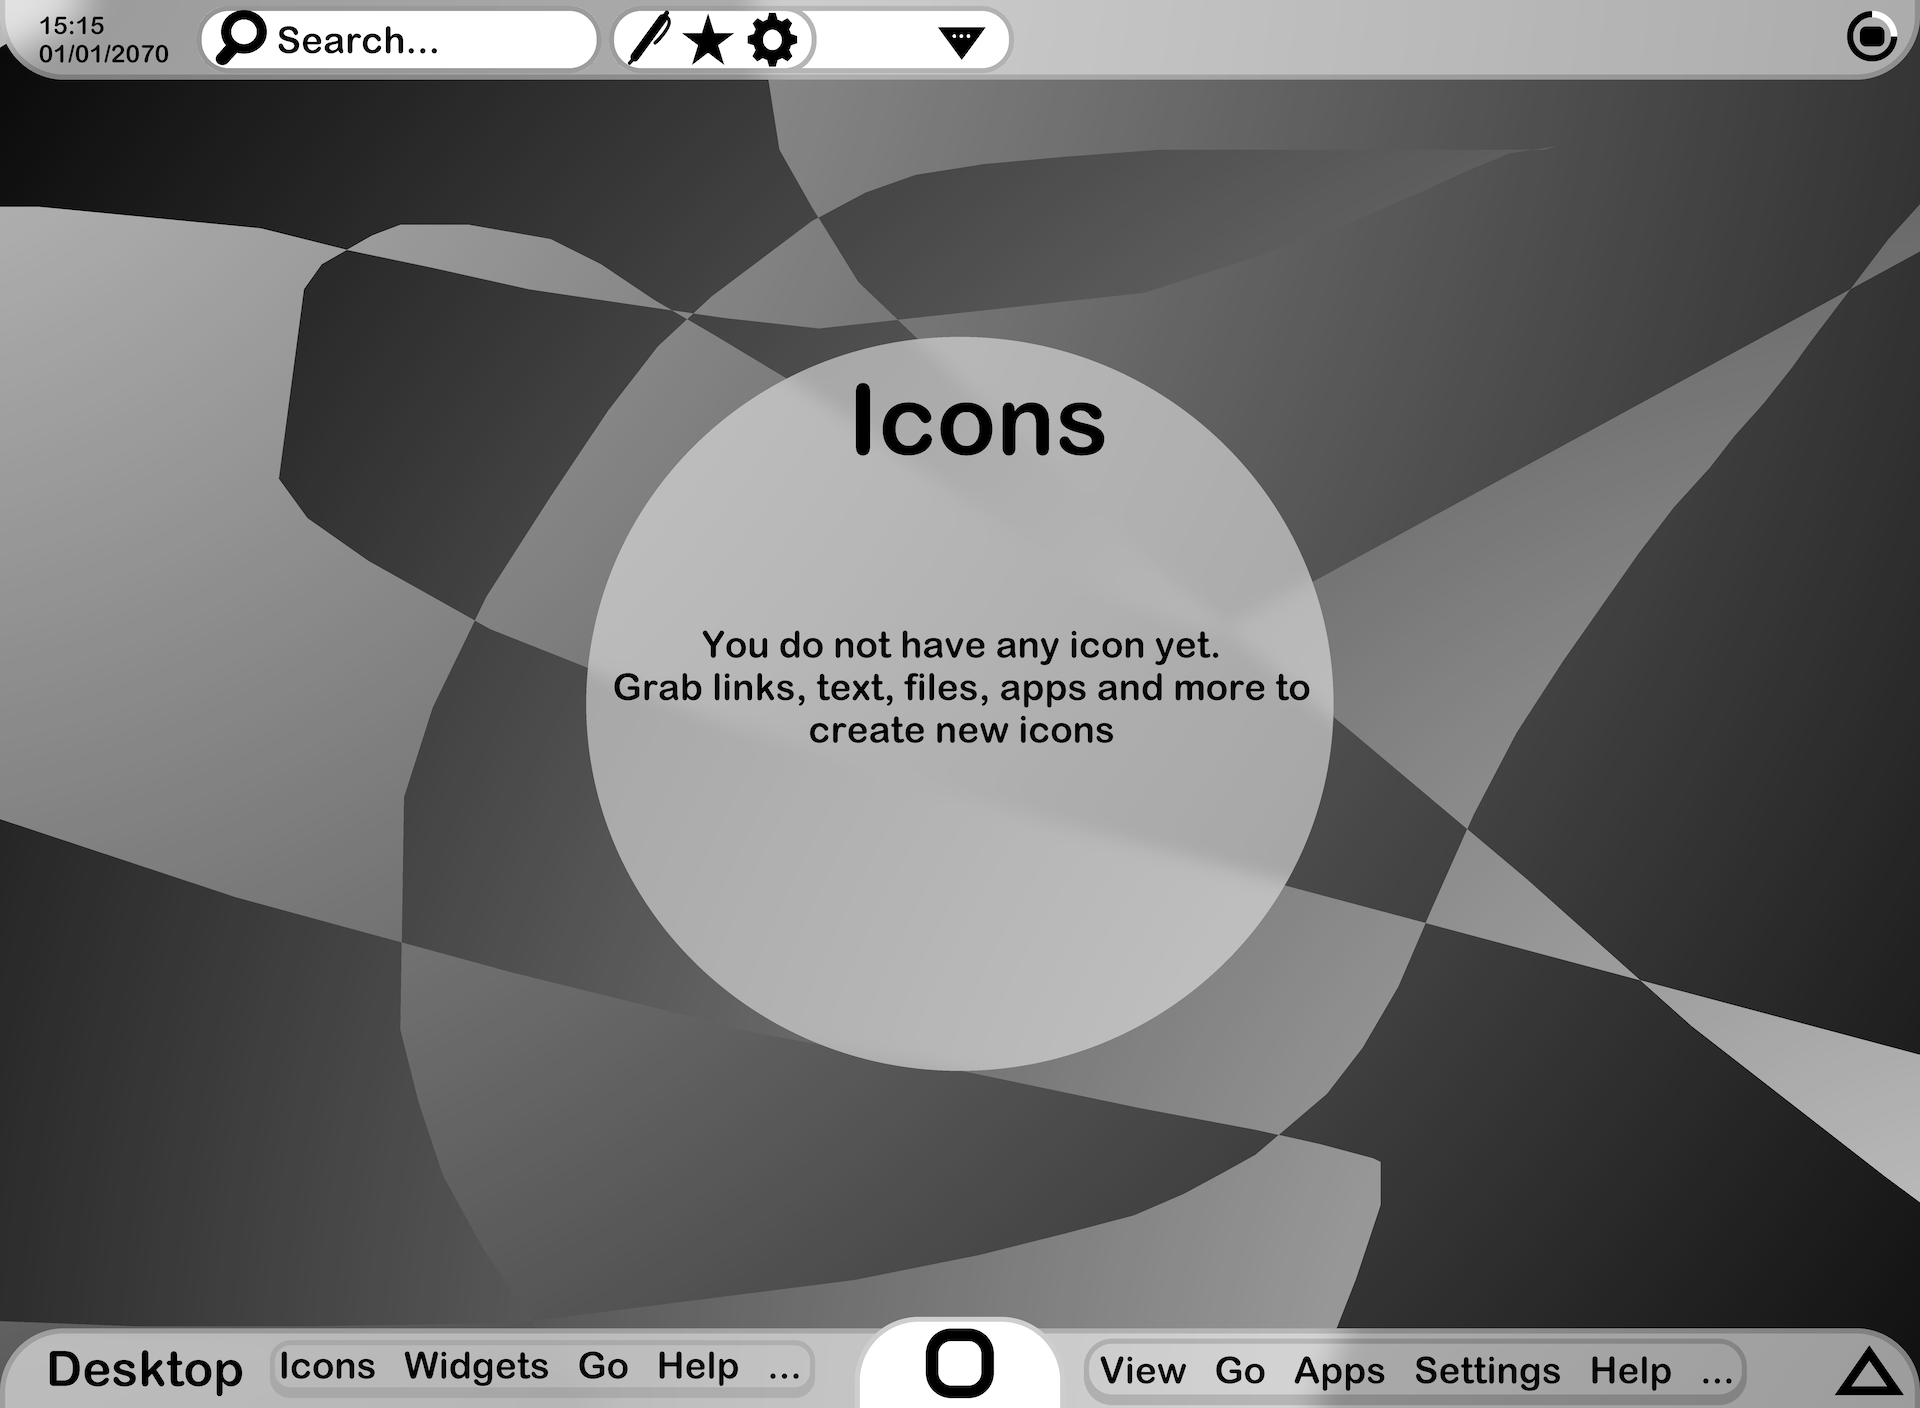 15:15
01/01/2070
Search...
Icons
You do not have any icon yet.
Grab links, text, files, apps and more to
create new icons
Desktop Icons Widgets Go Help ...
View Go Apps Settings Help ...